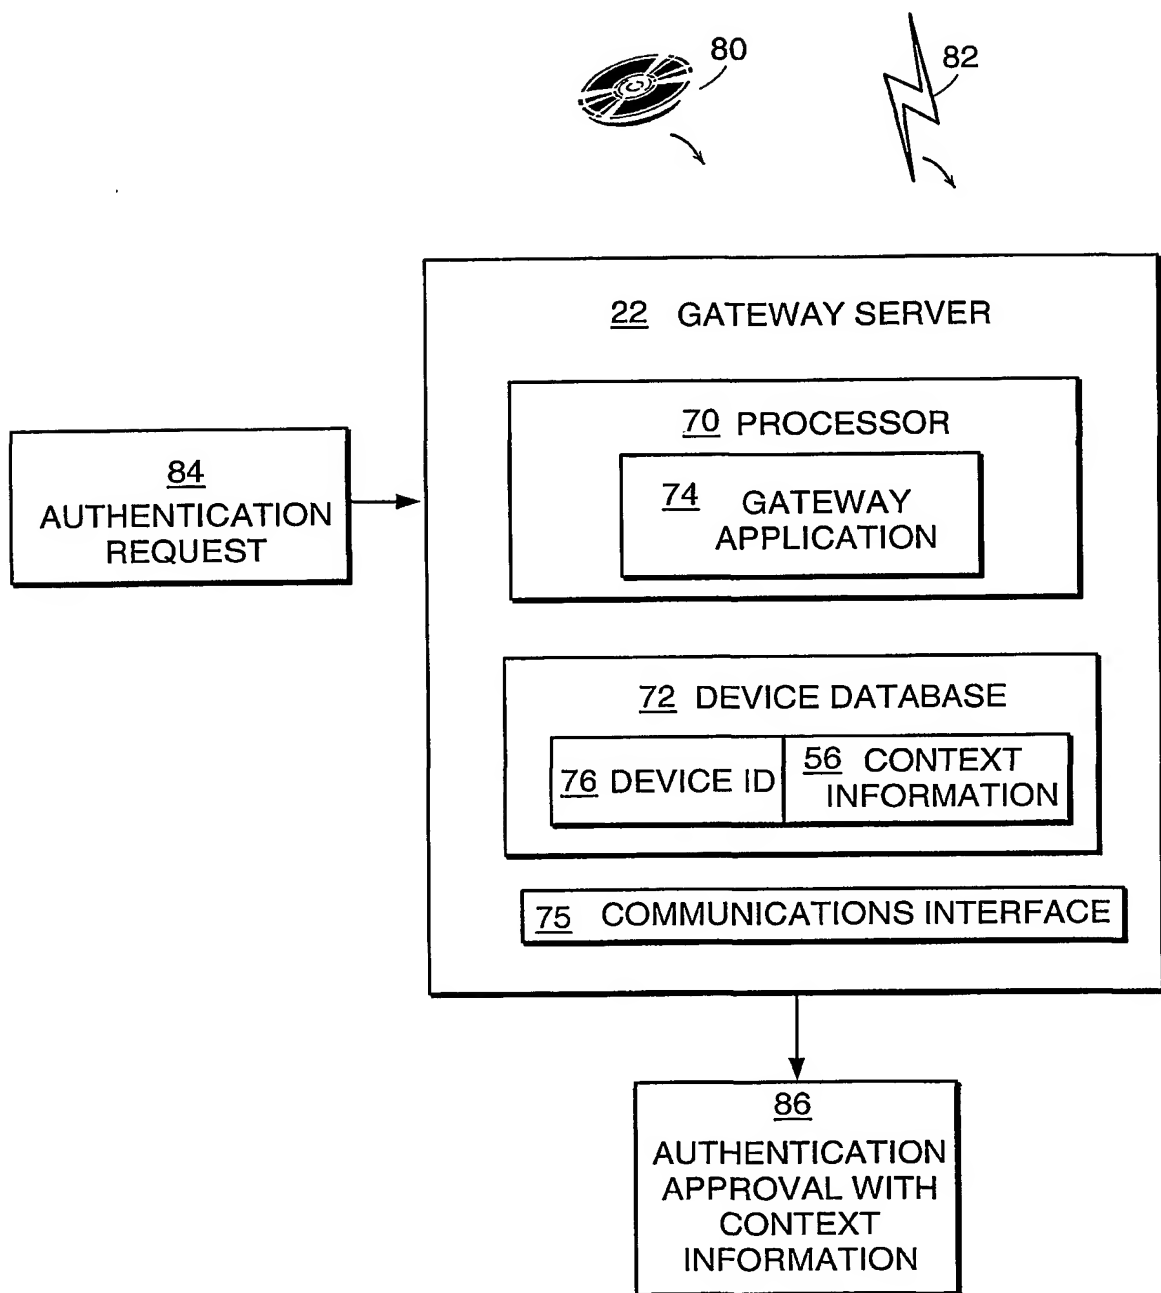 80
82
22 GATEWAY SERVER
70 PROCESSOR
74 GATEWAY
APPLICATION
84
AUTHENTICATION
REQUEST
72 DEVICE DATABASE
76 DEVICE ID
56 CONTEXT
INFORMATION
75 COMMUNICATIONS INTERFACE
86
AUTHENTICATION
APPROVAL WITH
CONTEXT
INFORMATION